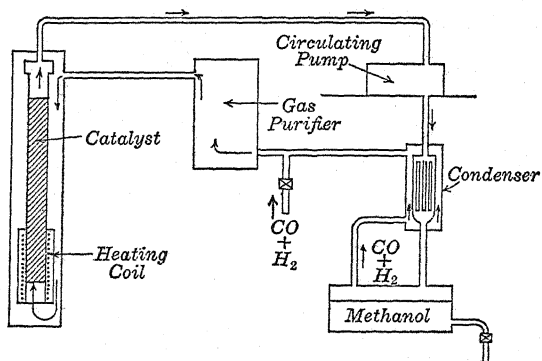 Circulating
Pump
Gas
Purifier
Catalyst
Condenser
CO
+
H₂
CO
+
H₂
Heating
Coil
Methanol